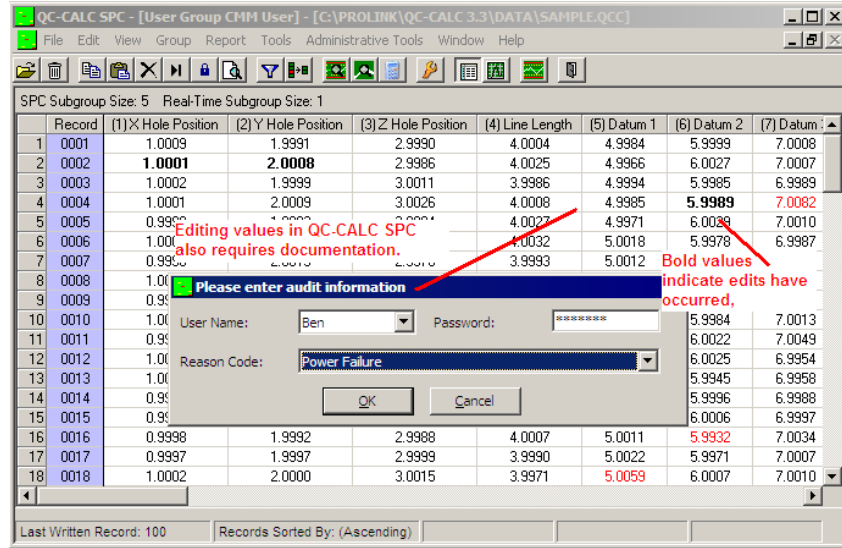 QC-CALC SPC - [User Group CMM User] - [C:\PROLINK\QC-CALC 3.3\DATA\SAMPLE.QCC]
File Edit View Group Report Tools Administrative Tools Window Help
SPC Subgroup Size: 5 Real-Time Subgroup Size: 1
Record (1)X Hole Position (2)Y Hole Position (3)Z Hole Position (4) Line Length (5) Datum 1 (6) Datum 2 (7) Datum
1 0001 1.0009 1.9991 2.9990 4.0004 4.9984 5.9999 7.0008
2 0002 1.0001 2.0008 2.9986 4.0025 4.9966 6.0027 7.0007
3 0003 1.0002 1.9999 3.0011 3.9986 4.9994 5.9985 6.9989
4 0004 1.0001 2.0009 3.0026 4.0008 4.9985 5.9989 7.0082
5 0005 4.0027 4.9971 6.0029 7.0010
6 0006 4.0032 5.0018 5.9978 6.9987
7 0007 3.9993 5.0012
Editing values in QC-CALC SPC
also requires documentation.
Bold values
indicate edits have
occurred,
8 0008
9 0009
10 0010 5.9984 7.0013
11 0011 6.0022 7.0049
12 0012 6.0025 6.9954
13 0013 5.9945 6.9958
14 0014 5.9996 6.9988
15 0015 6.0006 6.9997
Please enter audit information
User Name: Ben Password: *******
Reason Code: Power Failure
OK Cancel
16 0016 0.9998 1.9992 2.9988 4.0007 5.0011 5.9932 7.0034
17 0017 0.9997 1.9997 2.9999 3.9990 5.0022 5.9971 7.0007
18 0018 1.0002 2.0000 3.0015 3.9971 5.0059 6.0007 7.0010
Last Written Record: 100 Records Sorted By: (Ascending)